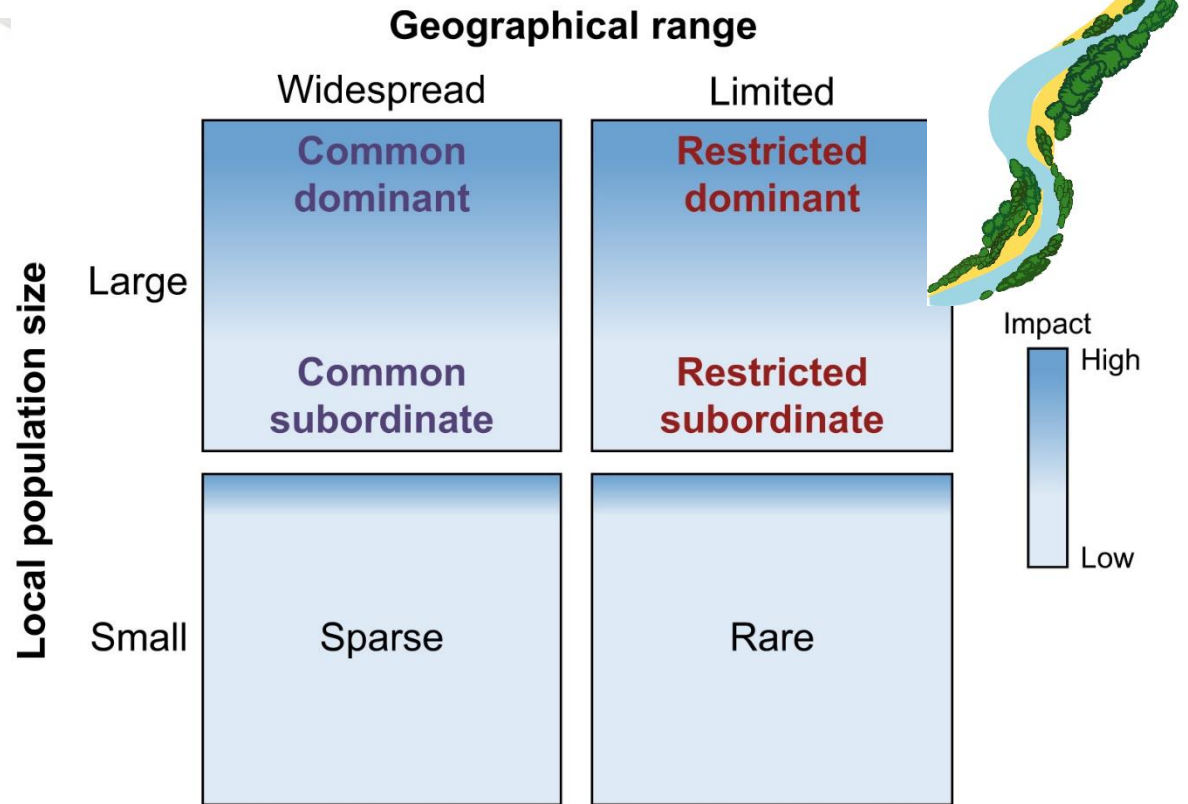 Geographical range
Widespread
Limited
Common
dominant
Restricted
dominant
Local population size
Large
Common
subordinate
Restricted
subordinate
Impact
High
Low
Small
Sparse
Rare